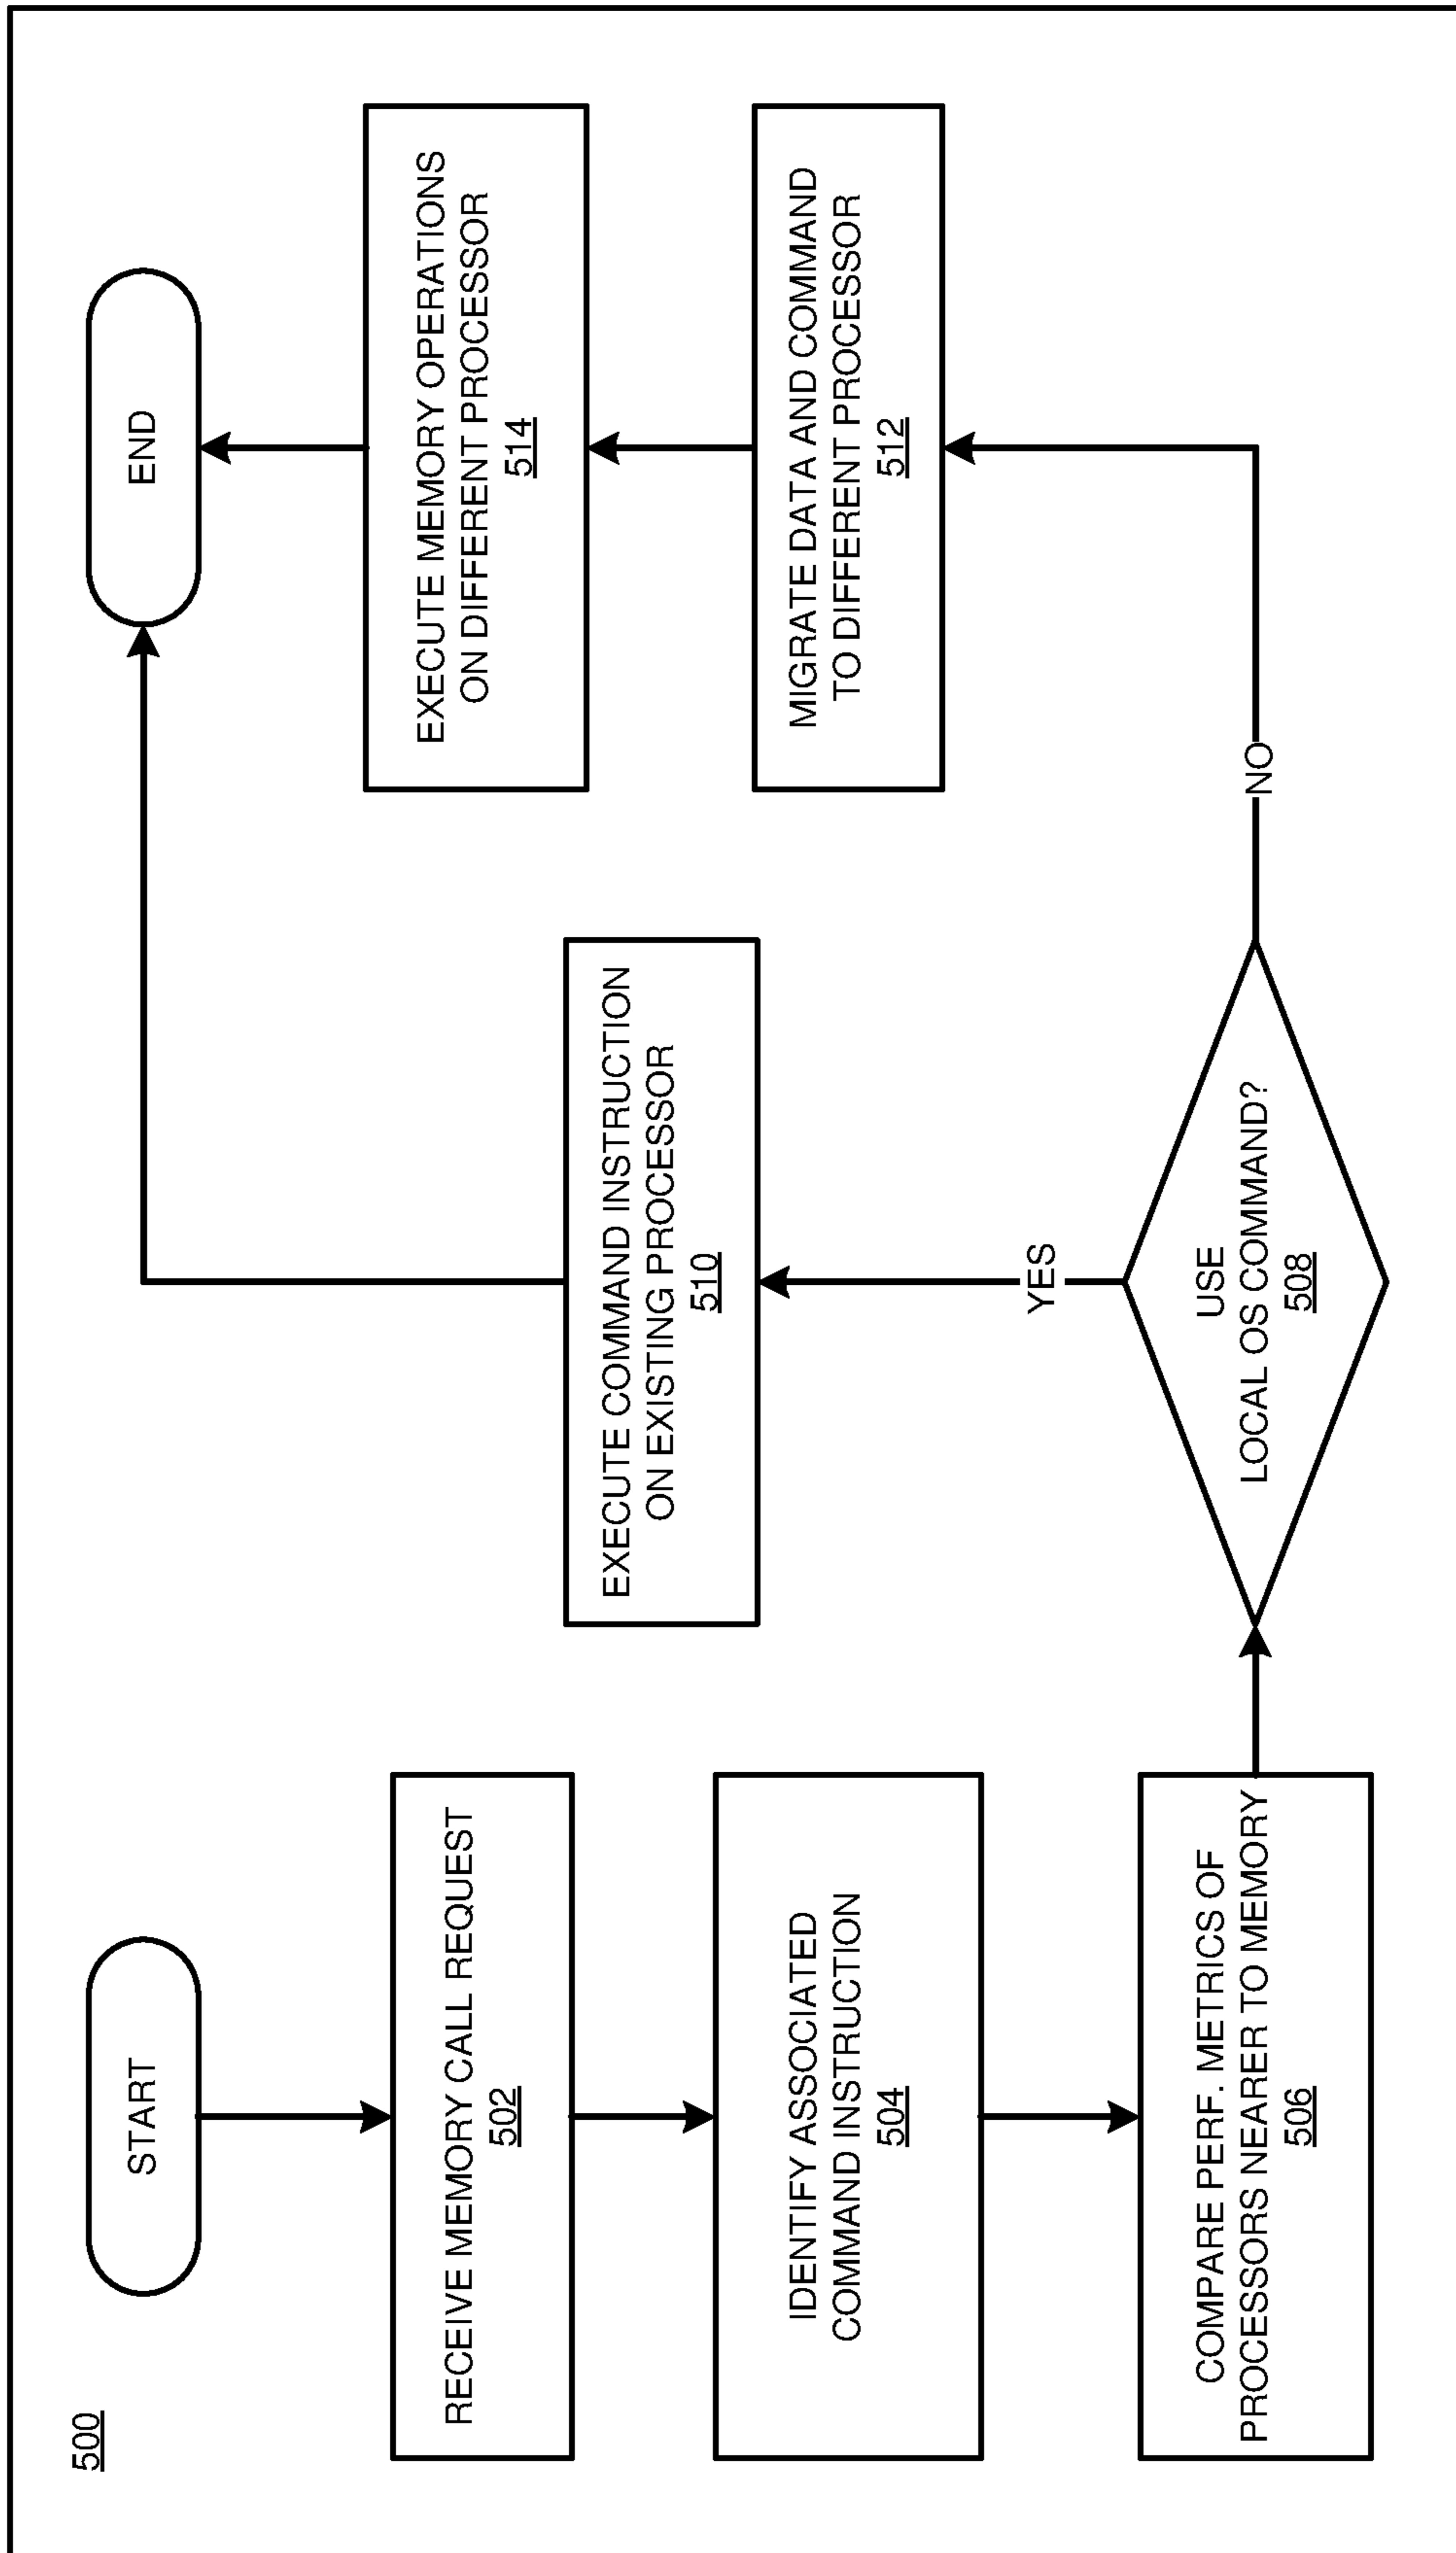 500
START
RECEIVE MEMORY CALL REQUEST
502
IDENTIFY ASSOCIATED
COMMAND INSTRUCTION
504
COMPARE PERF. METRICS OF
PROCESSORS NEARER TO MEMORY
506
USE
LOCAL OS COMMAND?
508
YES
EXECUTE COMMAND INSTRUCTION
ON EXISTING PROCESSOR
510
NO
MIGRATE DATA AND COMMAND
TO DIFFERENT PROCESSOR
512
EXECUTE MEMORY OPERATIONS
ON DIFFERENT PROCESSOR
514
END